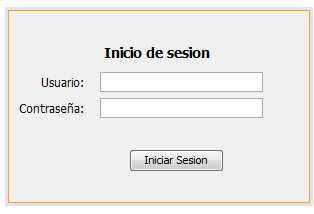 Inicio de sesion
Usuario:
Contraseña:
Iniciar Sesion